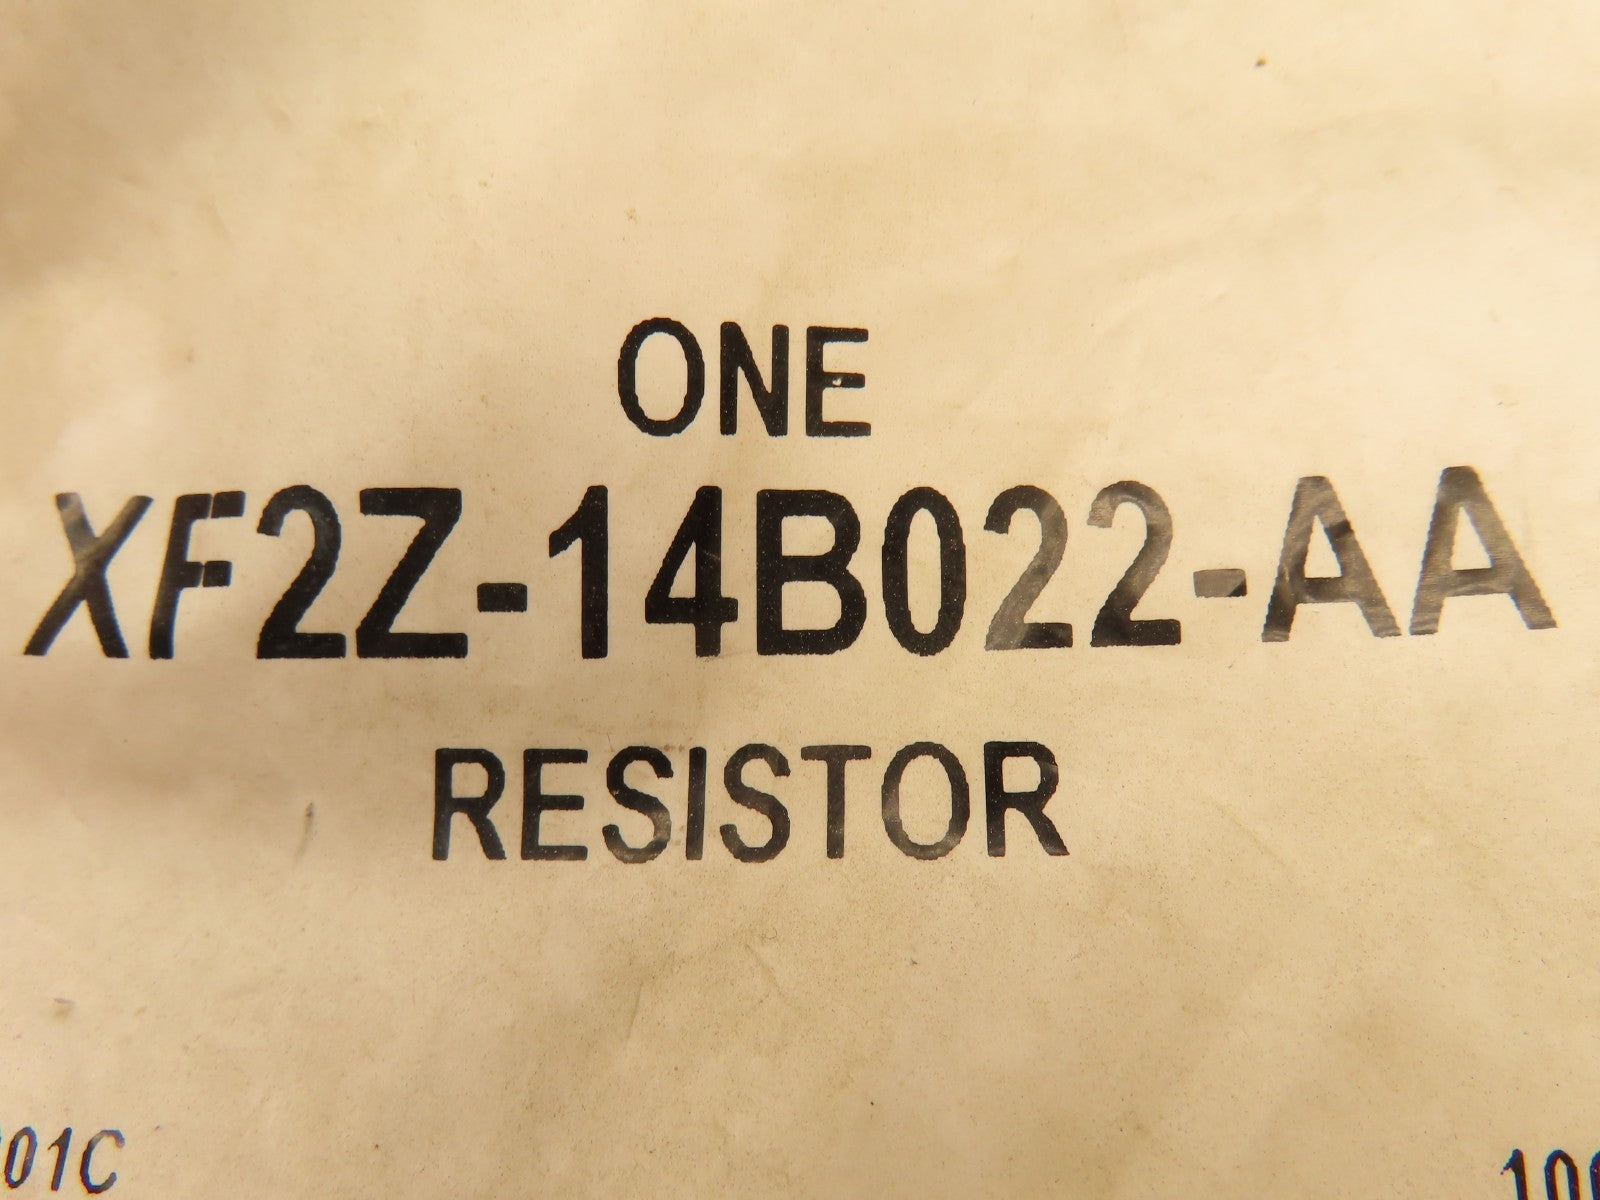 ONE
XF2Z-14B022-AA
RESISTOR